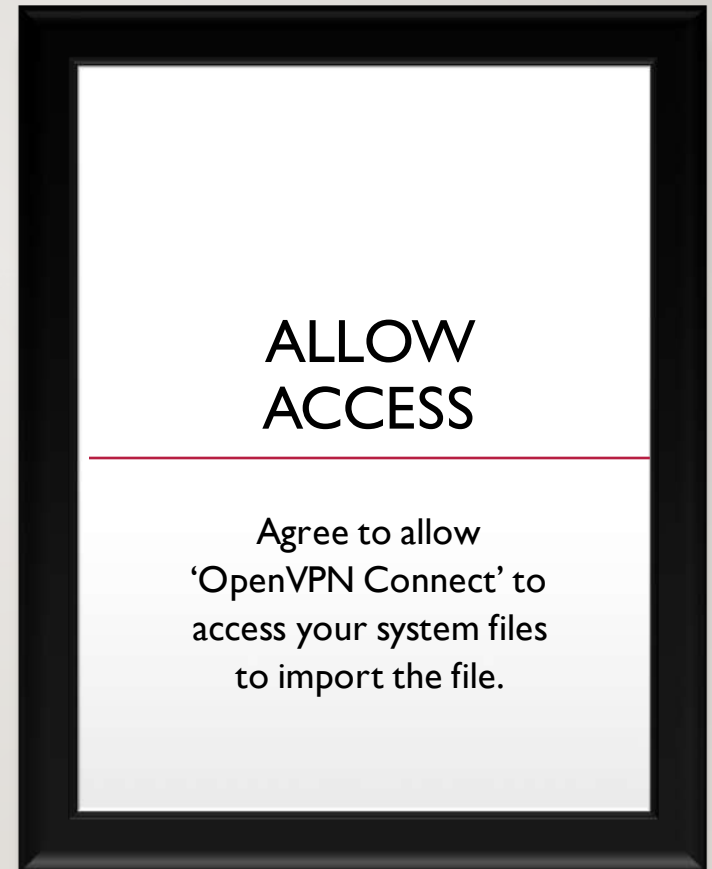 ALLOW
ACCESS
Agree to allow
‘OpenVPN Connect’ to
access your system files
to import the file.